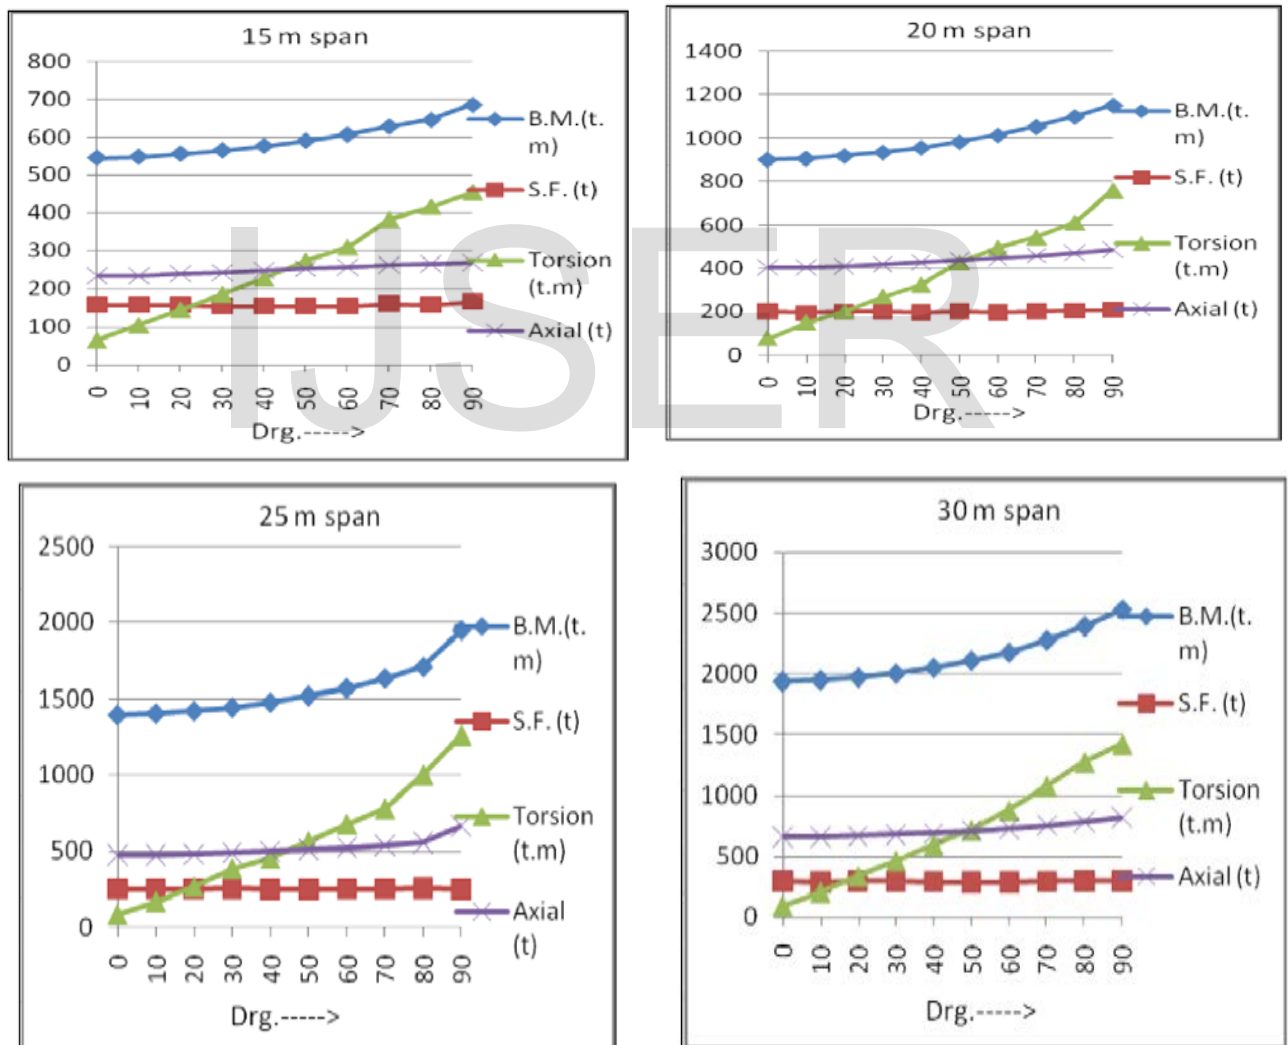 15 m span
800
700
600
500
400
300
200
100
0
0 10 20 30 40 50 60 70 80 90
Drg.----->
B.M.(t.
m)
S.F. (t)
Torsion
(t.m)
Axial (t)
20 m span
1400
1200
1000
800
600
400
200
0
0 10 20 30 40 50 60 70 80 90
Drg.----->
B.M.(t.
m)
S.F. (t)
Torsion
(t.m)
Axial (t)
IJSER
25 m span
2500
2000
1500
1000
500
0
0 10 20 30 40 50 60 70 80 90
Drg.----->
B.M.(t.
m)
S.F. (t)
Torsion
(t.m)
Axial
(t)
30 m span
3000
2500
2000
1500
1000
500
0
0 10 20 30 40 50 60 70 80 90
Drg.----->
B.M.(t.
m)
S.F. (t)
Torsion
(t.m)
Axial (t)